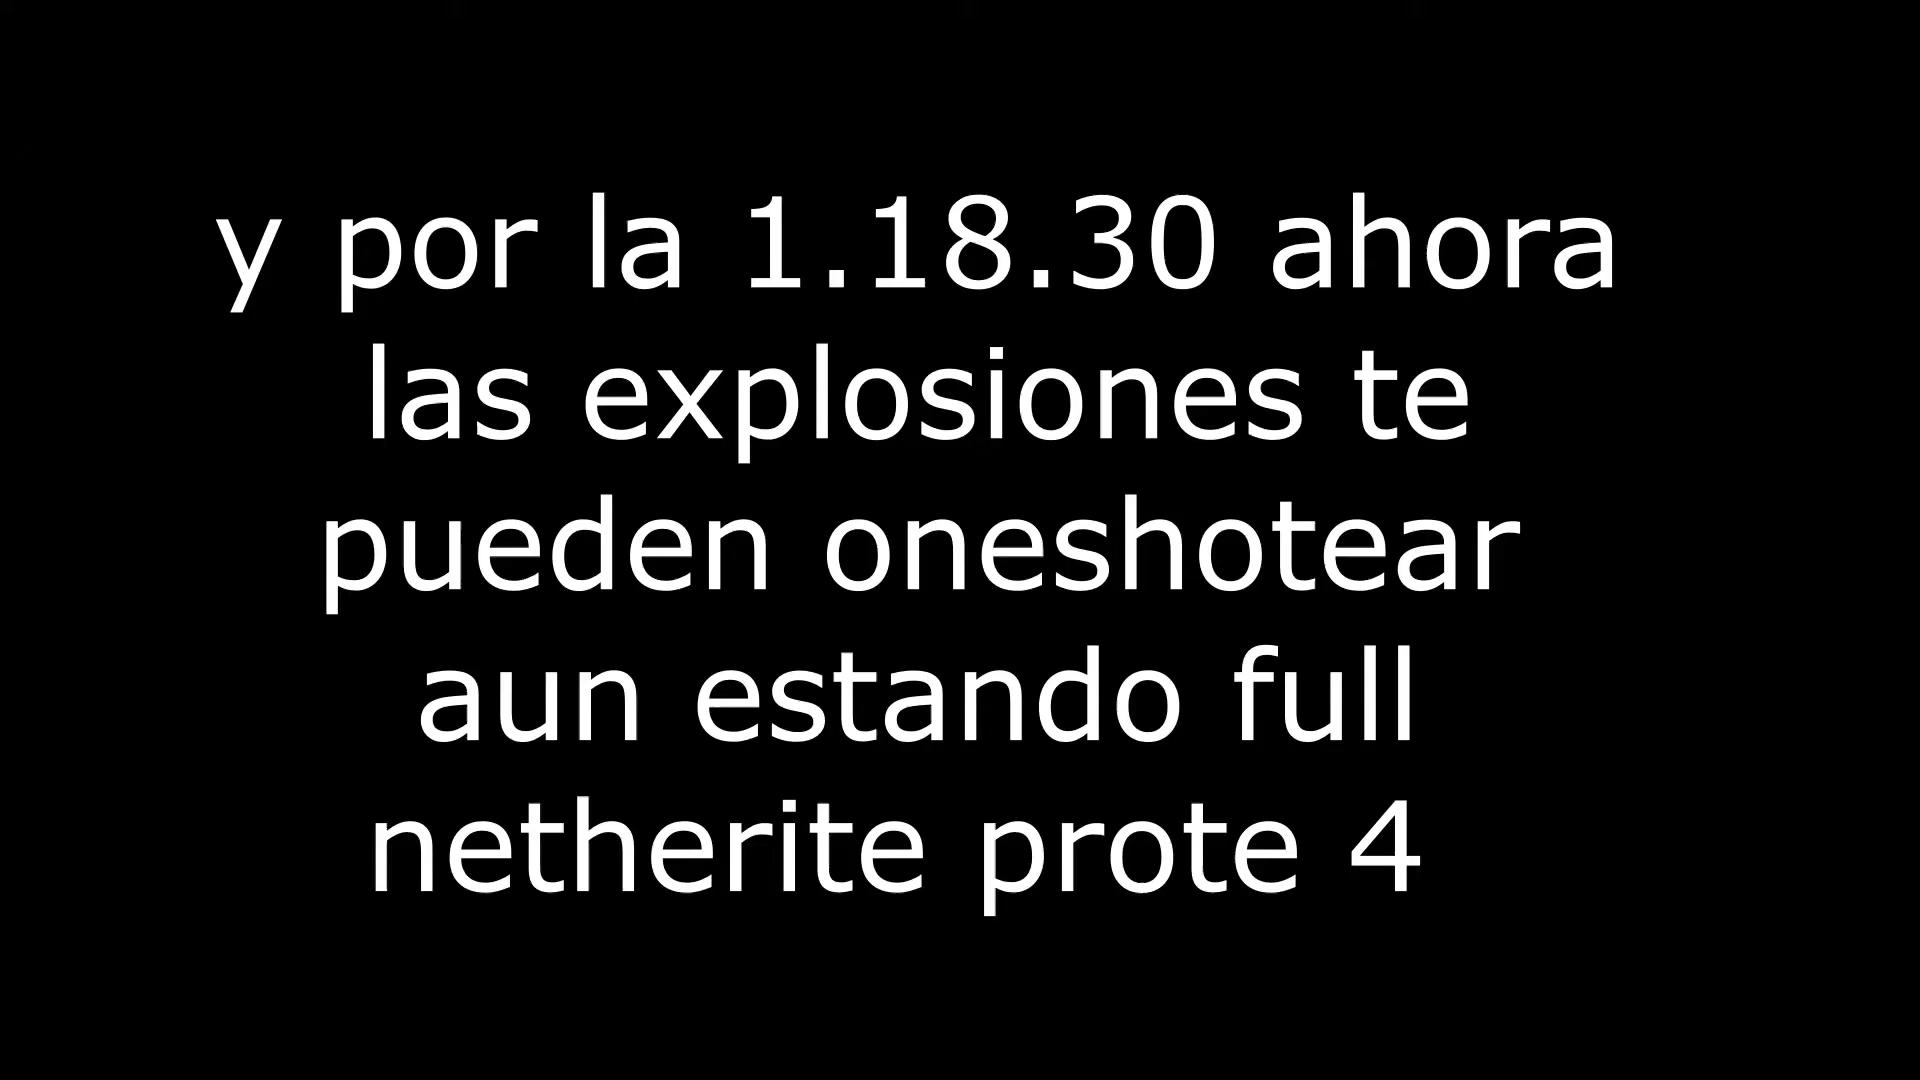 y por la 1.18.30 ahora
las explosiones te
pueden oneshotear
aun estando full
netherite prote 4